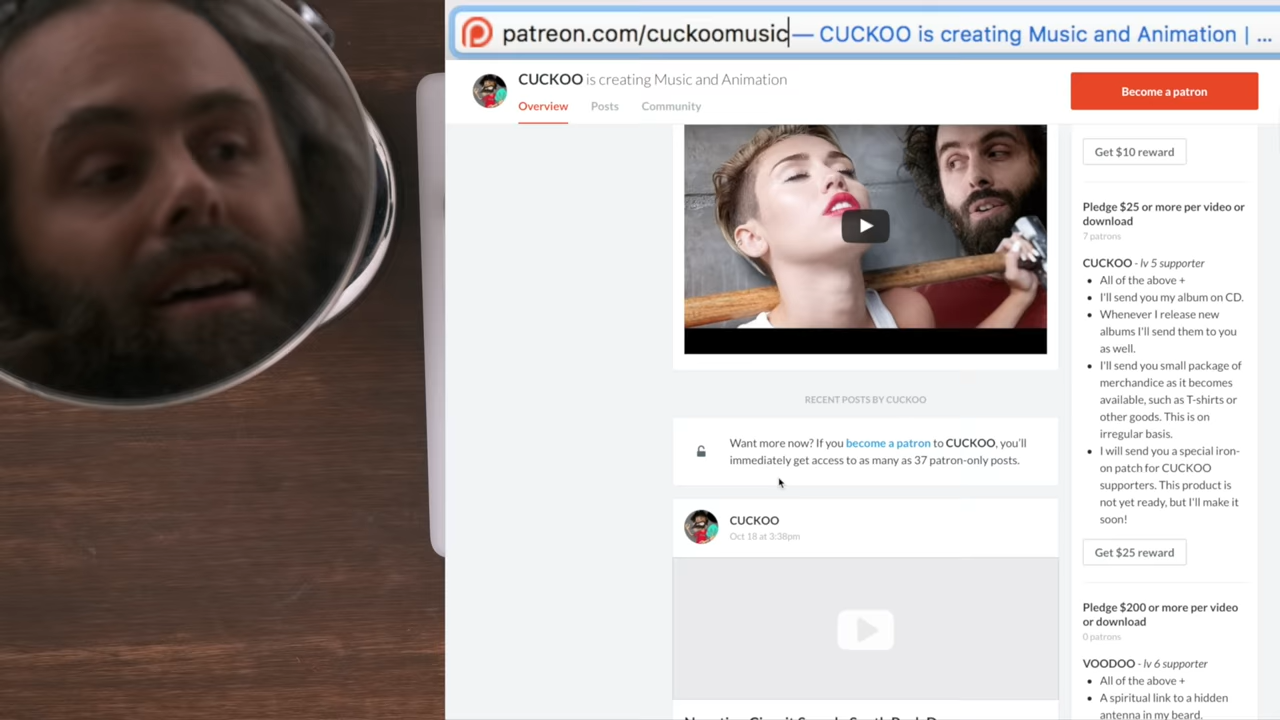 patreon.com/cuckoomusic — CUCKOO is creating Music and Animation | ...
CUCKOO is creating Music and Animation
Become a patron
Overview Posts Community
Get $10 reward
Pledge $25 or more per video or
download
7 patrons
CUCKOO - lv 5 supporter
All of the above +
I'll send you my album on CD.
Whenever I release new
albums I'll send them to you
as well.
I'll send you small package of
merchandice as it becomes
available, such as T-shirts or
other goods. This is on
irregular basis.
I will send you a special iron-
on patch for CUCKOO
supporters. This product is
not yet ready, but I'll make it
soon!
Get $25 reward
Pledge $200 or more per video
or download
0 patrons
VOODOO - lv 6 supporter
All of the above +
A spiritual link to a hidden
antenna in my beard.
RECENT POSTS BY CUCKOO
Want more now? If you become a patron to CUCKOO, you'll
immediately get access to as many as 37 patron-only posts.
CUCKOO
Oct 18 at 3:38pm